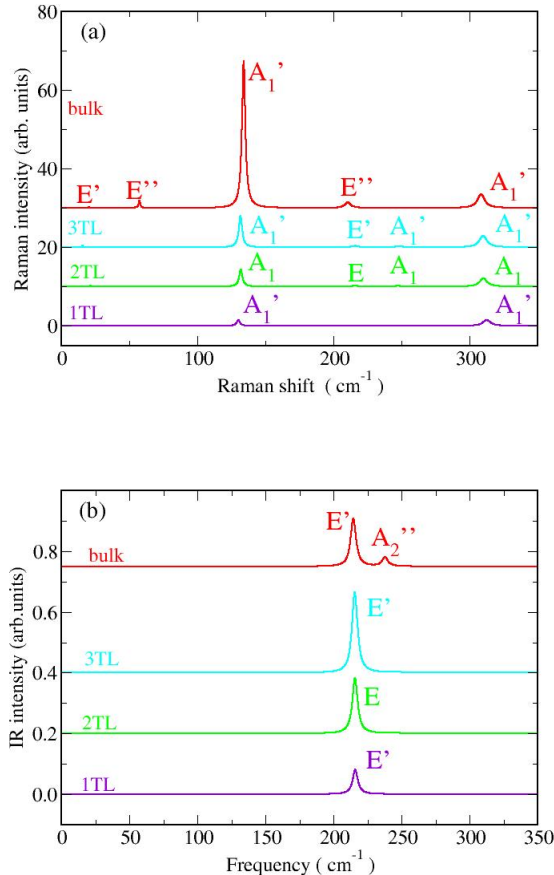 80
(a)
A1’
60
bulk
40
E’ E’’ E’’ A1’
3TL A1’ E’ A1’ A1’
20
2TL A1 E A1 A1
1TL A1’ A1’
0
0 100 200 300
Raman shift ( cm-1)
Raman intensity (arb. units)
(b)
E’ A2’’
0.8
bulk
0.6
E’
3TL
0.4
E
2TL
0.2
E’
1TL
0.0
0 50 100 150 200 250 300 350
Frequency ( cm-1)
IR intensity (arb.units)